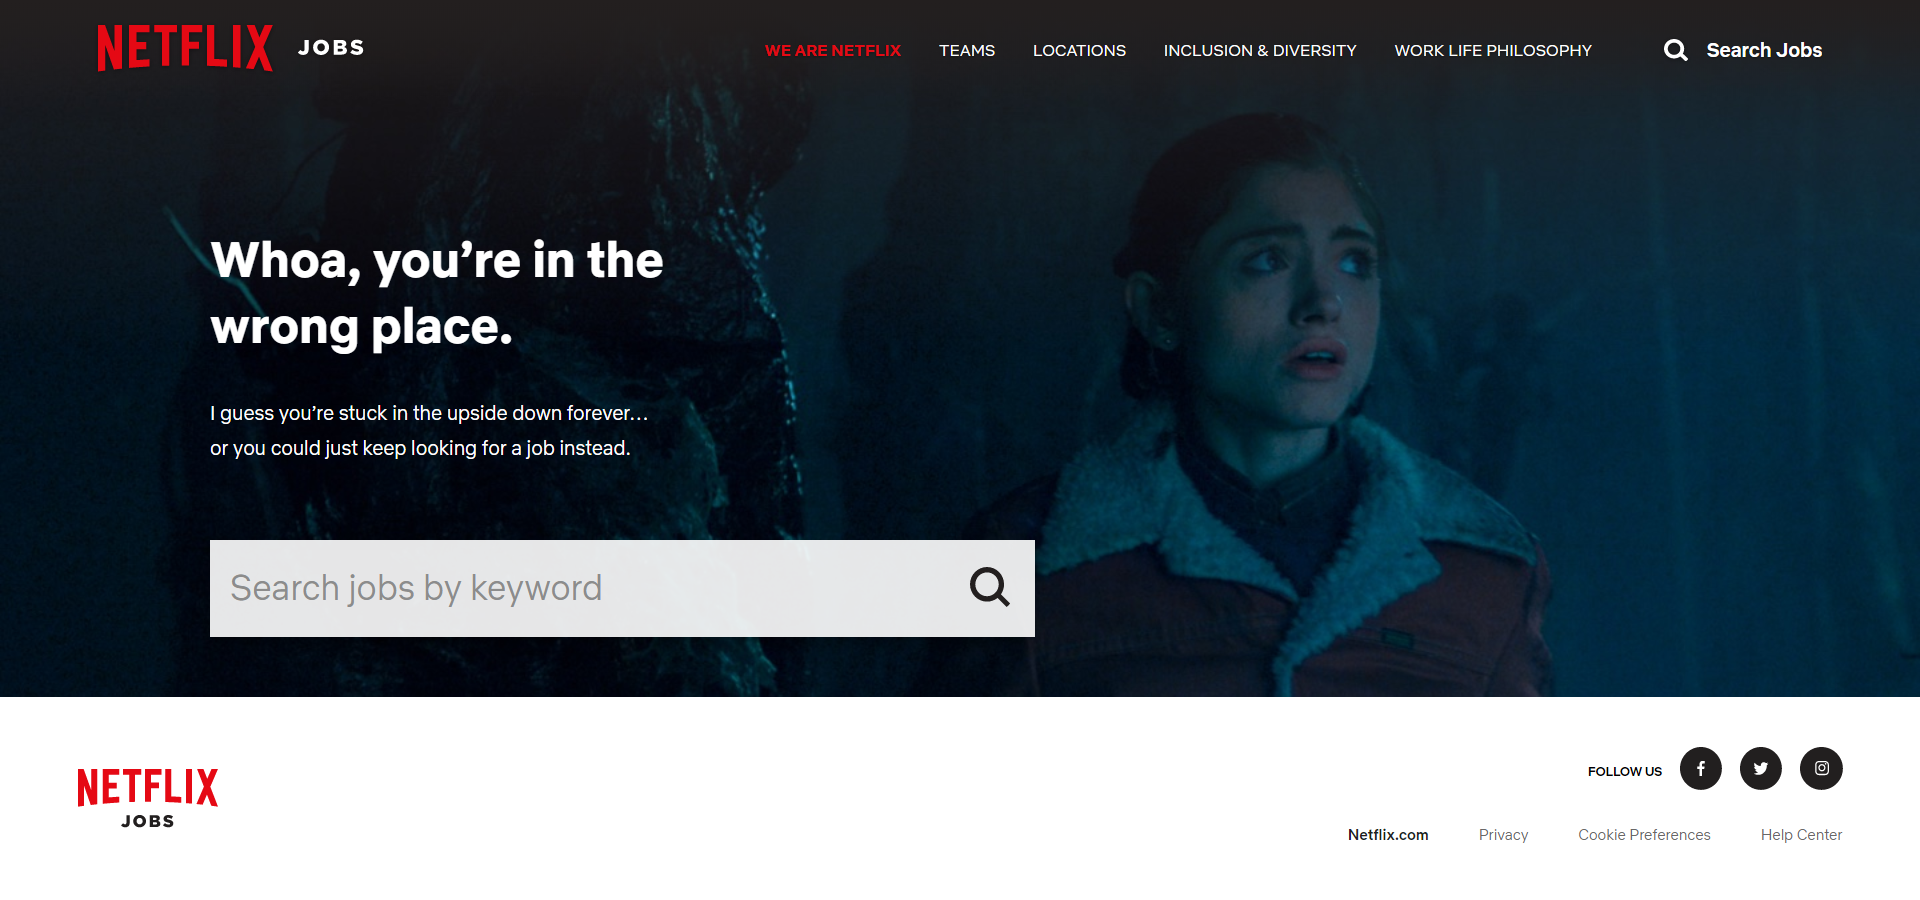 NETFLIX JOBS
WE ARE NETFLIX TEAMS LOCATIONS INCLUSION & DIVERSITY WORK LIFE PHILOSOPHY Search Jobs
Whoa, you’re in the
wrong place.
I guess you’re stuck in the upside down forever…
or you could just keep looking for a job instead.
Search jobs by keyword
NETFLIX
JOBS
FOLLOW US
Netflix.com Privacy Cookie Preferences Help Center